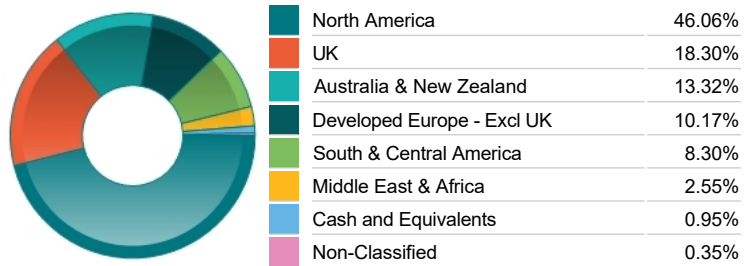 North America 46.06%
UK 18.30%
Australia & New Zealand 13.32%
Developed Europe - Excl UK 10.17%
South & Central America 8.30%
Middle East & Africa 2.55%
Cash and Equivalents 0.95%
Non-Classified 0.35%